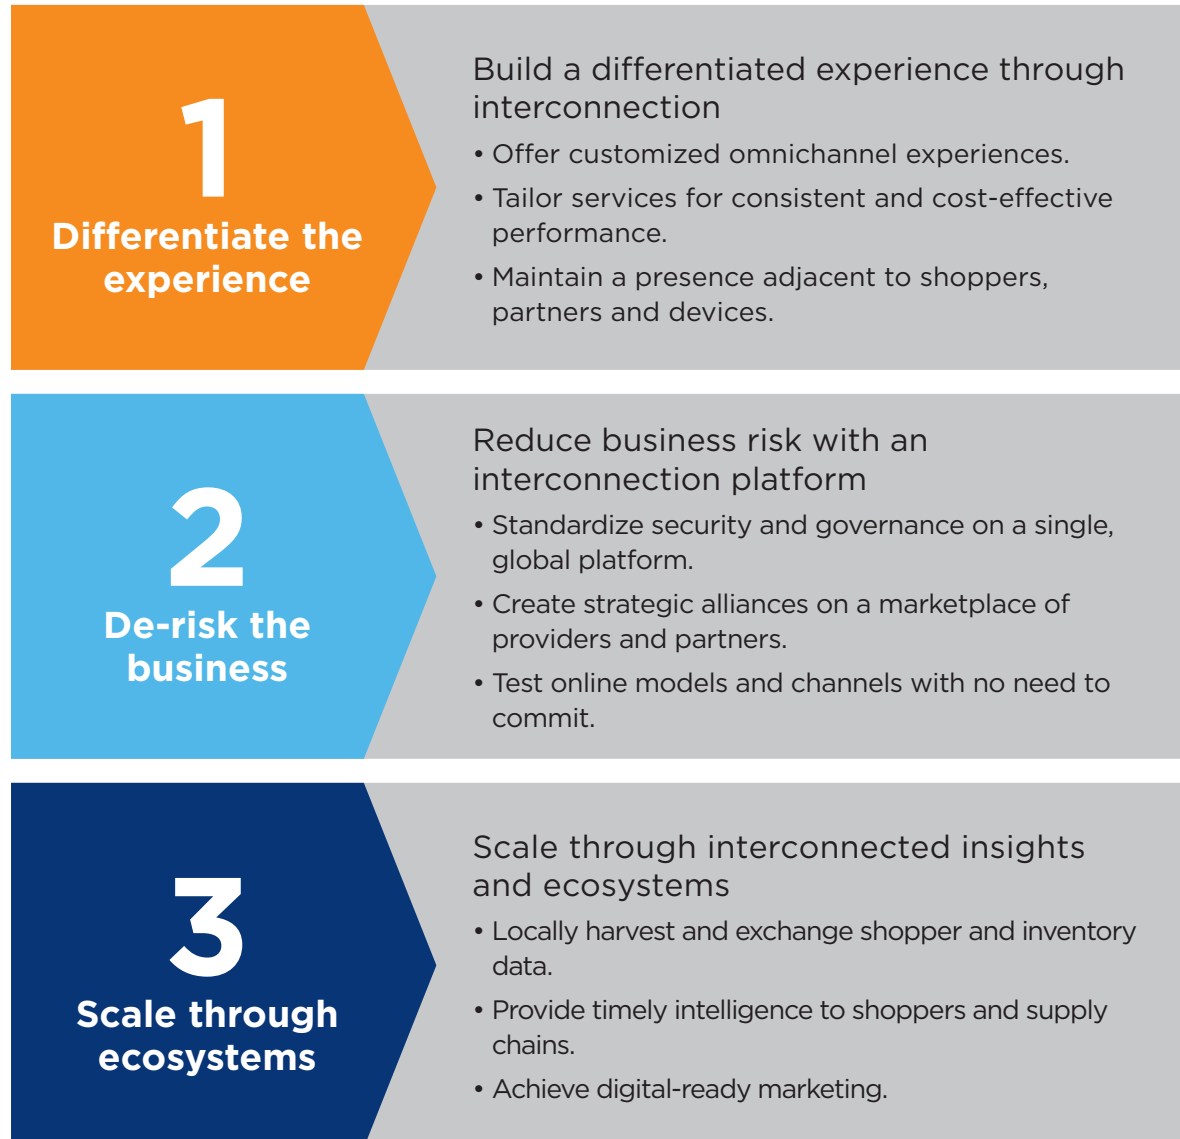 1
Differentiate the
experience
Build a differentiated experience through
interconnection
• Offer customized omnichannel experiences.
• Tailor services for consistent and cost-effective
performance.
• Maintain a presence adjacent to shoppers,
partners and devices.
2
De-risk the
business
Reduce business risk with an
interconnection platform
• Standardize security and governance on a single,
global platform.
• Create strategic alliances on a marketplace of
providers and partners.
• Test online models and channels with no need to
commit.
3
Scale through
ecosystems
Scale through interconnected insights
and ecosystems
• Locally harvest and exchange shopper and inventory
data.
• Provide timely intelligence to shoppers and supply
chains.
• Achieve digital-ready marketing.